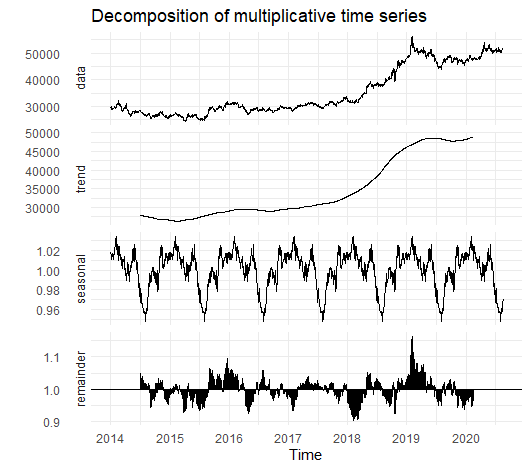 Decomposition of multiplicative time series
50000
40000
30000
data
50000
45000
40000
35000
30000
trend
1.02
1.00
0.98
0.96
seasonal
1.1
1.0
0.9
remainder
2014 2015 2016 2017 2018 2019 2020
Time